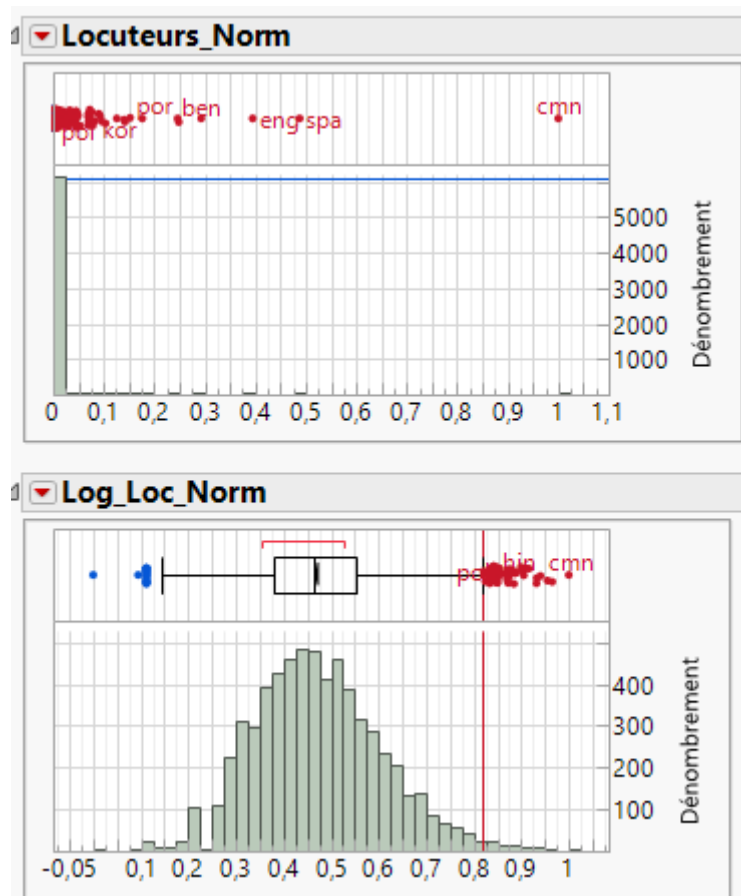 Locuteurs_Norm
por ben
cmn
pol kor
eng spa
5000
4000
3000
2000
1000
Dénombrement
0 0,1 0,2 0,3 0,4 0,5 0,6 0,7 0,8 0,9 1 1,1
Log_Loc_Norm
hin cmn
400
300
200
100
Dénombrement
-0,05 0,1 0,2 0,3 0,4 0,5 0,6 0,7 0,8 0,9 1